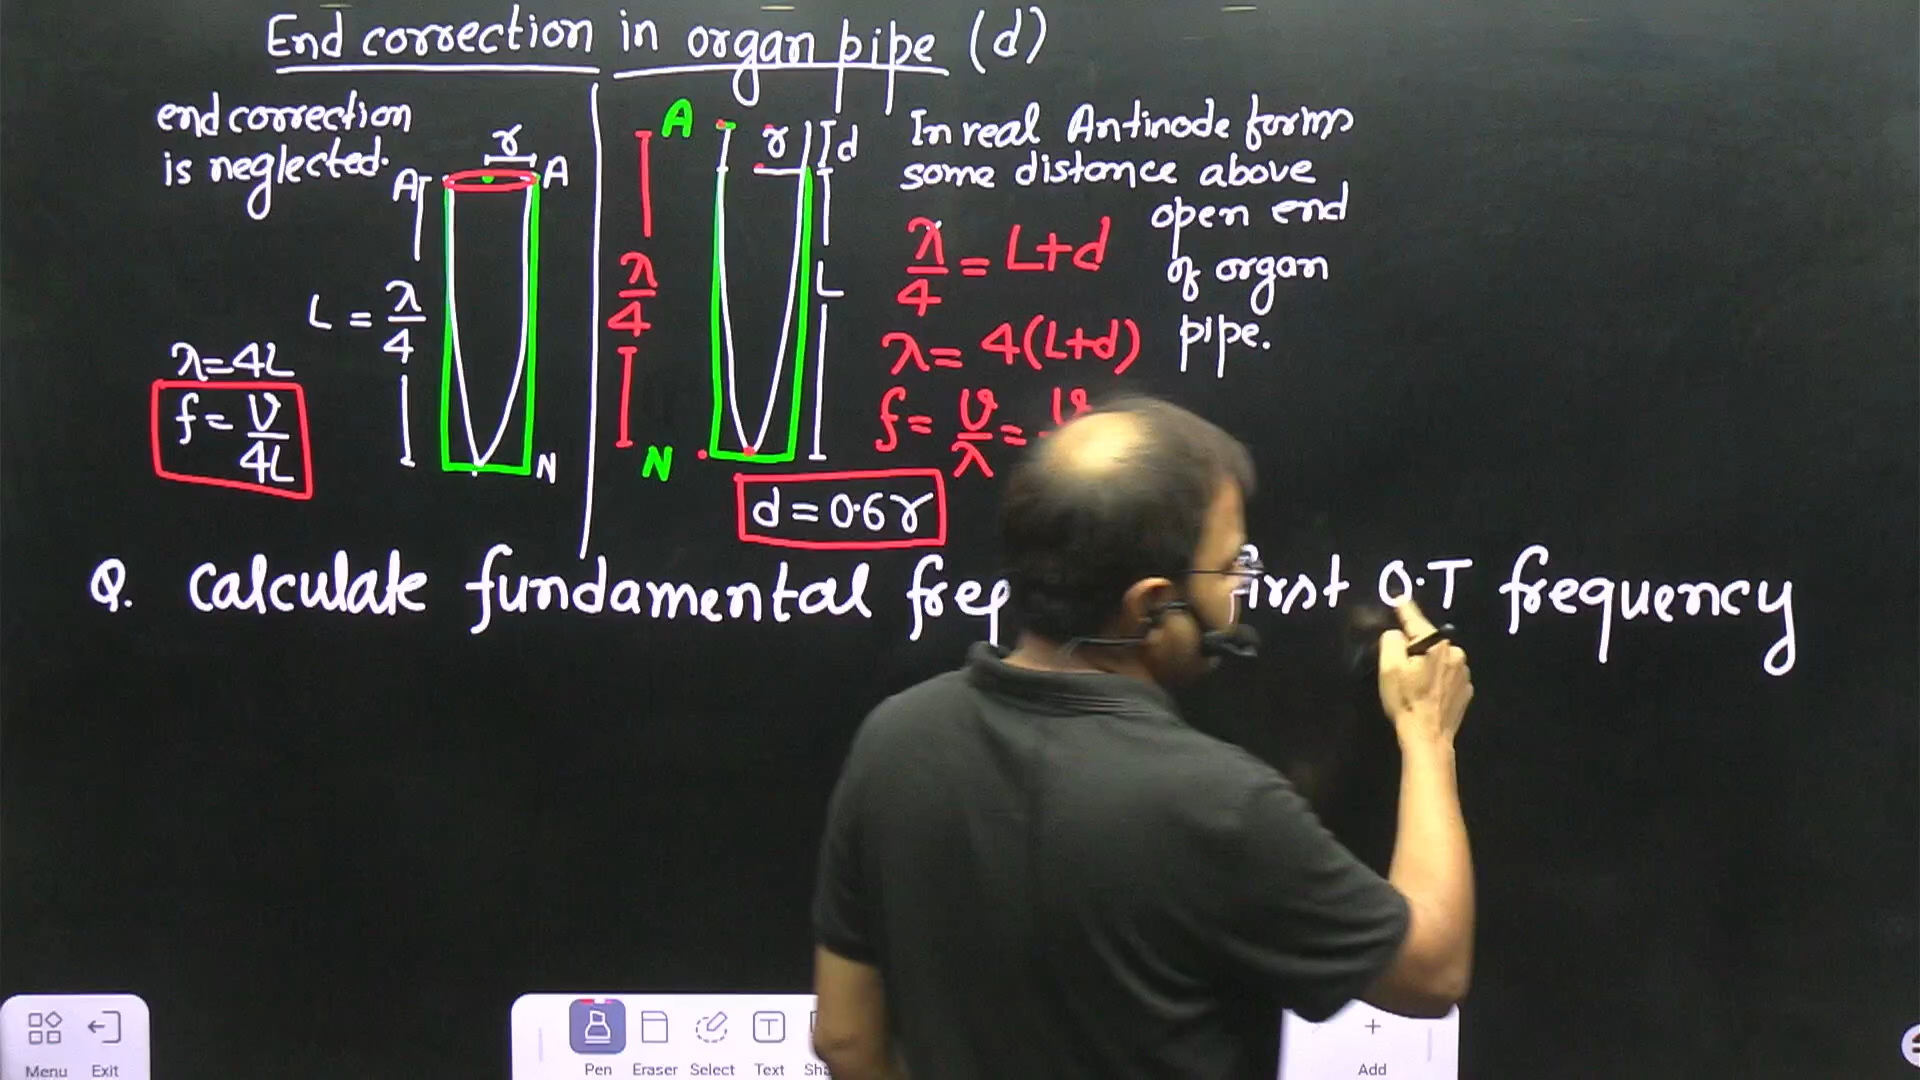 End correction in organ pipe (d)
end correction
is neglected.
r
A
A
L = λ/4
λ=4L
f = v/4L
N
A
λ/4
N
r
d
L
d = 0.6r
In real Antinode forms
some distance above
open end
of organ
pipe.
λ/4 = L+d
λ = 4(L+d)
f = v/λ =
Q. Calculate fundamental first O.T frequency
Menu
Exit
Pen
Eraser
Select
Text
Add